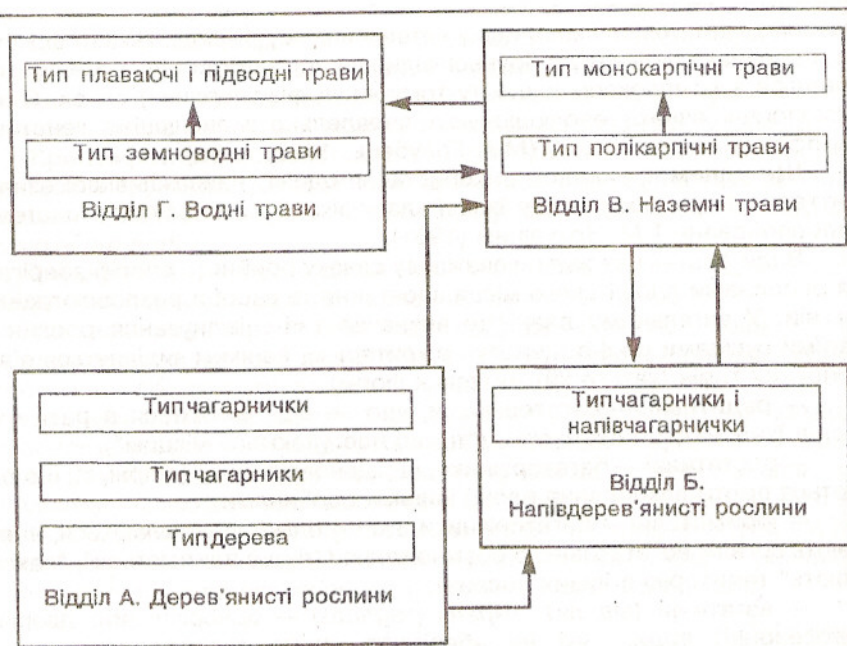 Тип плаваючі і підводні трави
Тип земноводні трави
Відділ Г. Водні трави
Тип монокарпічні трави
Тип полікарпічні трави
Відділ В. Наземні трави
Тип чагарнички
Тип чагарники
Тип дерева
Відділ А. Дерев'янисті рослини
Тип чагарники і
напівчагарнички
Відділ Б.
Напівдерев'янисті рослини